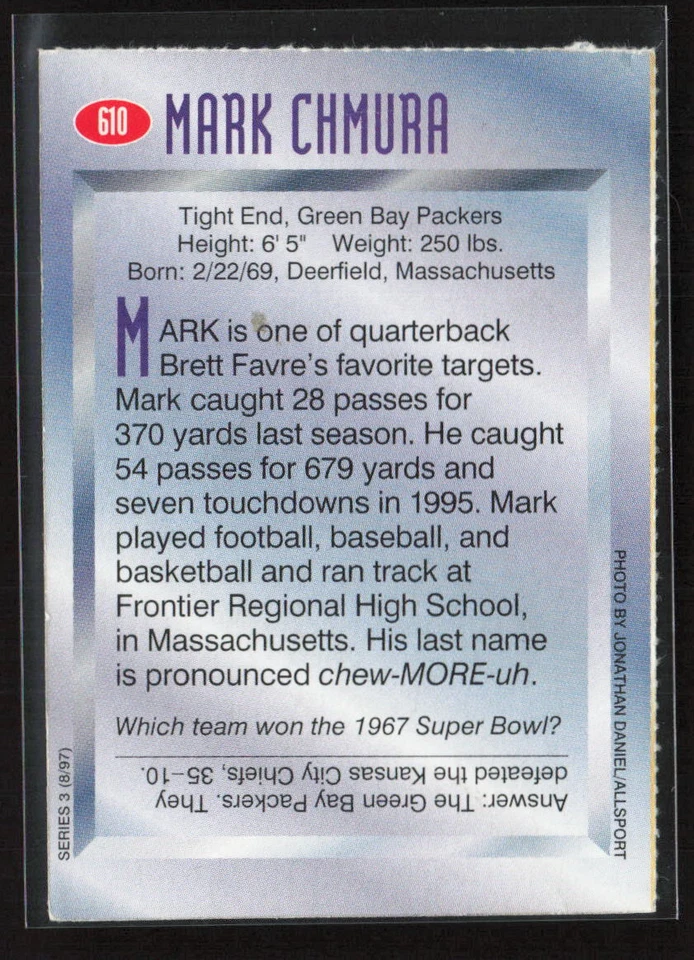 610 MARK CHMURA
Tight End, Green Bay Packers
Height: 6' 5" Weight: 250 lbs.
Born: 2/22/69, Deerfield, Massachusetts
MARK is one of quarterback
Brett Favre's favorite targets.
Mark caught 28 passes for
370 yards last season. He caught
54 passes for 679 yards and
seven touchdowns in 1995. Mark
played football, baseball, and
basketball and ran track at
Frontier Regional High School,
in Massachusetts. His last name
is pronounced chew-MORE-uh.
Which team won the 1967 Super Bowl?
Answer: The Green Bay Packers. They
defeated the Kansas City Chiefs, 35–10.
SERIES 3 (8/97)
PHOTO BY JONATHAN DANIEL/ALLSPORT